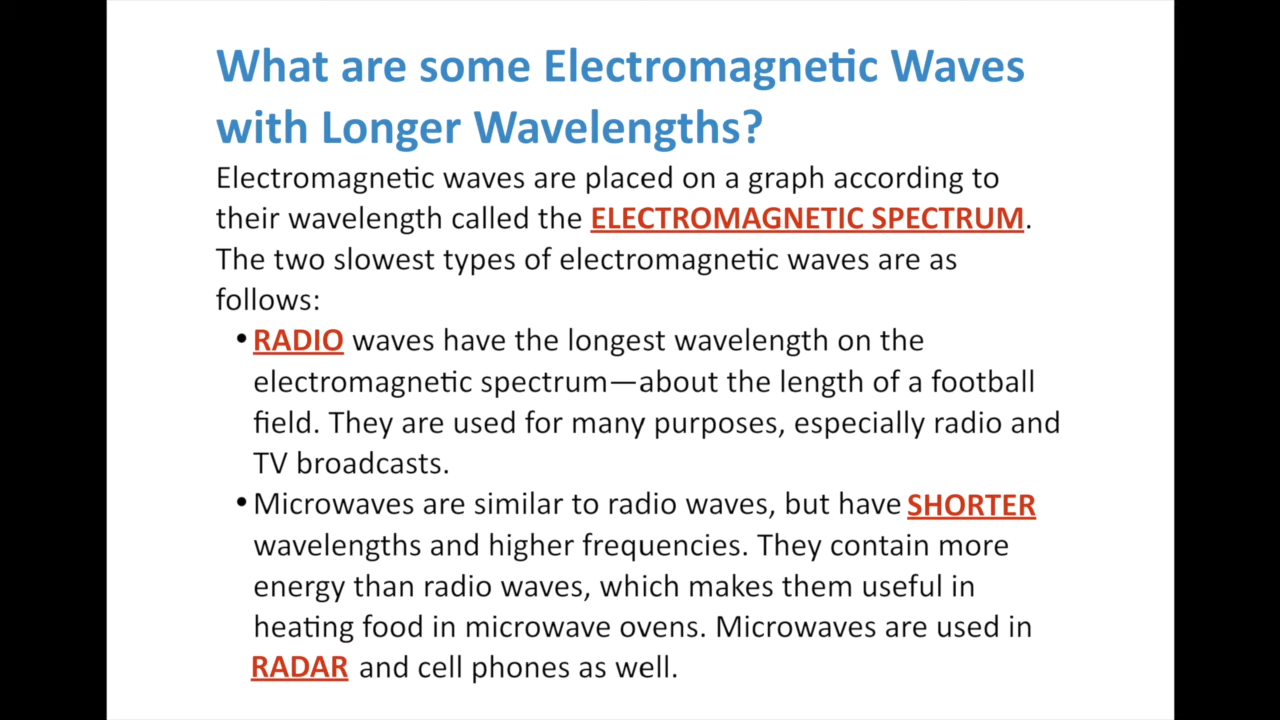 What are some Electromagnetic Waves
with Longer Wavelengths?
Electromagnetic waves are placed on a graph according to
their wavelength called the ELECTROMAGNETIC SPECTRUM.
The two slowest types of electromagnetic waves are as
follows:
• RADIO waves have the longest wavelength on the
electromagnetic spectrum—about the length of a football
field. They are used for many purposes, especially radio and
TV broadcasts.
• Microwaves are similar to radio waves, but have SHORTER
wavelengths and higher frequencies. They contain more
energy than radio waves, which makes them useful in
heating food in microwave ovens. Microwaves are used in
RADAR and cell phones as well.